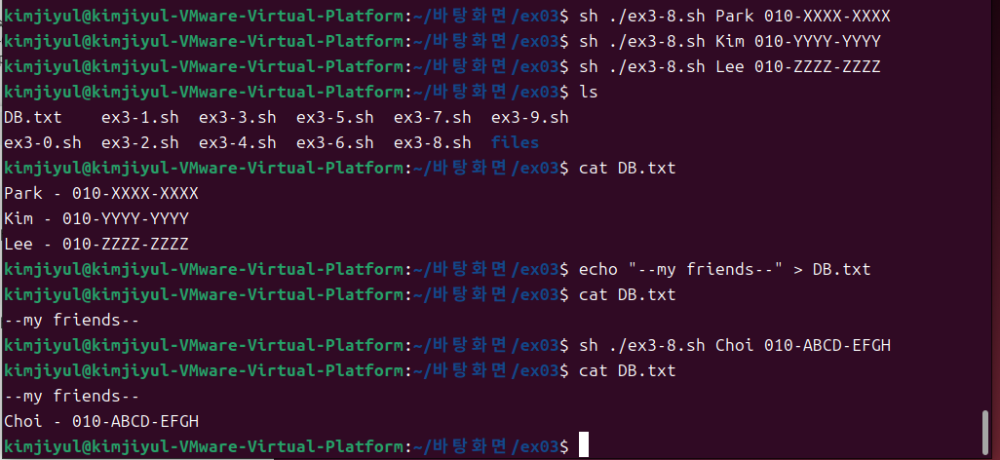 kimjiyul@kimjiyul-VMware-Virtual-Platform:~/바탕화면/ex03$ sh ./ex3-8.sh Park 010-XXXX-XXXX
kimjiyul@kimjiyul-VMware-Virtual-Platform:~/바탕화면/ex03$ sh ./ex3-8.sh Kim 010-YYYY-YYYY
kimjiyul@kimjiyul-VMware-Virtual-Platform:~/바탕화면/ex03$ sh ./ex3-8.sh Lee 010-ZZZZ-ZZZZ
kimjiyul@kimjiyul-VMware-Virtual-Platform:~/바탕화면/ex03$ ls
DB.txt    ex3-1.sh  ex3-3.sh  ex3-5.sh  ex3-7.sh  ex3-9.sh
ex3-0.sh  ex3-2.sh  ex3-4.sh  ex3-6.sh  ex3-8.sh  files
kimjiyul@kimjiyul-VMware-Virtual-Platform:~/바탕화면/ex03$ cat DB.txt
Park - 010-XXXX-XXXX
Kim - 010-YYYY-YYYY
Lee - 010-ZZZZ-ZZZZ
kimjiyul@kimjiyul-VMware-Virtual-Platform:~/바탕화면/ex03$ echo "--my friends--" > DB.txt
kimjiyul@kimjiyul-VMware-Virtual-Platform:~/바탕화면/ex03$ cat DB.txt
--my friends--
kimjiyul@kimjiyul-VMware-Virtual-Platform:~/바탕화면/ex03$ sh ./ex3-8.sh Choi 010-ABCD-EFGH
kimjiyul@kimjiyul-VMware-Virtual-Platform:~/바탕화면/ex03$ cat DB.txt
--my friends--
Choi - 010-ABCD-EFGH
kimjiyul@kimjiyul-VMware-Virtual-Platform:~/바탕화면/ex03$